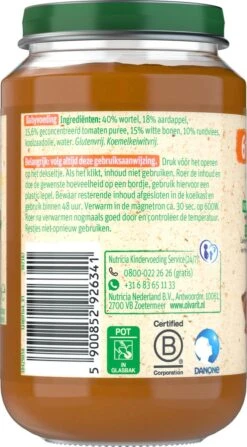 Babyvoeding Ingrediënten: 40% wortel, 18% aardappel,
15,6% geconcentreerd tomaten puree, 15% witte bonen, 10% rundvlees,
koolzaadolie, water. Glutenvrij. Koemelkeiwitvrij.
Belangrijk: volg altijd deze gebruiksaanwijzing. Druk vóór het openen
op het dekseltje. Als het klikt, inhoud niet gebruiken. Roer de inhoud en
doe de gewenste hoeveelheid op een bordje, gebruik hiervoor een
plastic lepel. Bewaar resterende inhoud afgesloten in de koelkast en
gebruik binnen 48 uur. Verwarm in de magnetron ca. 30 sec. op 600W.
Roer na verwarmen nogmaals goed door en controleer de temperatuur.
Restjes niet opnieuw gebruiken.
Nutricia Kindervoeding Service (24/7):
0800-022 26 26 (gratis)
+31 6 83 65 11 33
Nutricia Nederland B.V., Antwoordnr. 10601,
2700 VB Zoetermeer www.olvarit.nl
5 900852 926341
POT
IN GLASBAK
Certified
B
Corporation
DANONE
6